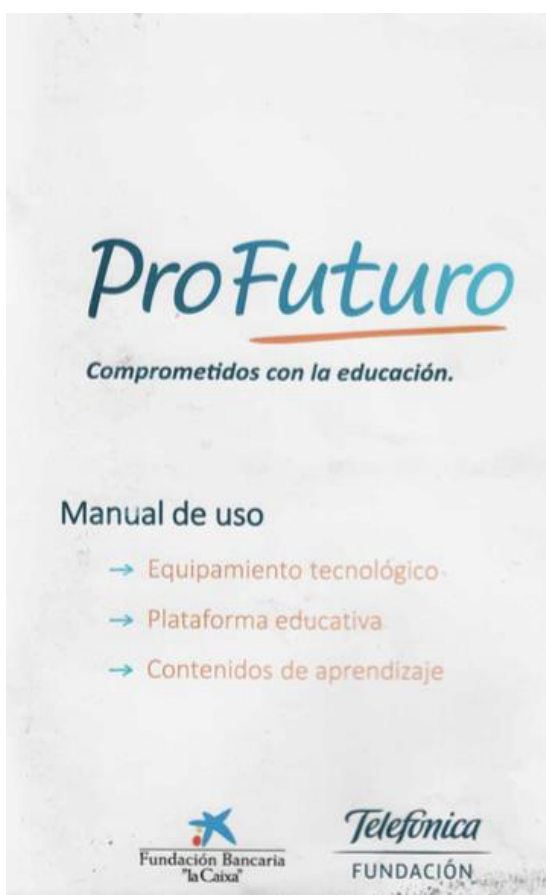 ProFuturo
Comprometidos con la educación.
Manual de uso
→ Equipamiento tecnológico
→ Plataforma educativa
→ Contenidos de aprendizaje
Fundación Bancaria
"la Caixa"
Telefónica
FUNDACIÓN